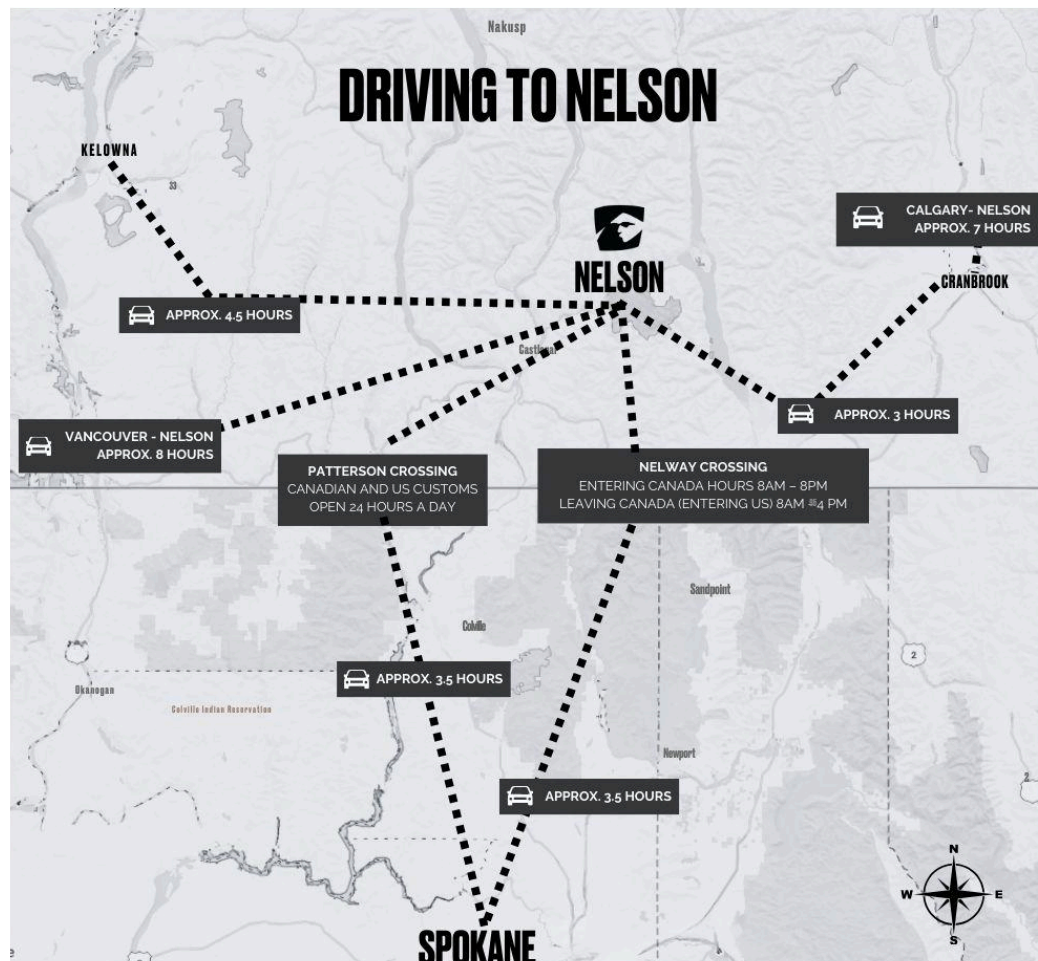 Nakusp
DRIVING TO NELSON
KELOWNA
33
CALGARY- NELSON
APPROX. 7 HOURS
NELSON
CRANBROOK
APPROX. 4.5 HOURS
Castlegar
APPROX. 3 HOURS
VANCOUVER - NELSON
APPROX. 8 HOURS
PATTERSON CROSSING
CANADIAN AND US CUSTOMS
OPEN 24 HOURS A DAY
NELWAY CROSSING
ENTERING CANADA HOURS 8AM – 8PM
LEAVING CANADA (ENTERING US) 8AM 4 PM
Sandpoint
Colville
2
APPROX. 3.5 HOURS
Okanogan
Colville Indian Reservation
Newport
2
APPROX. 3.5 HOURS
N
W E
S
SPOKANE